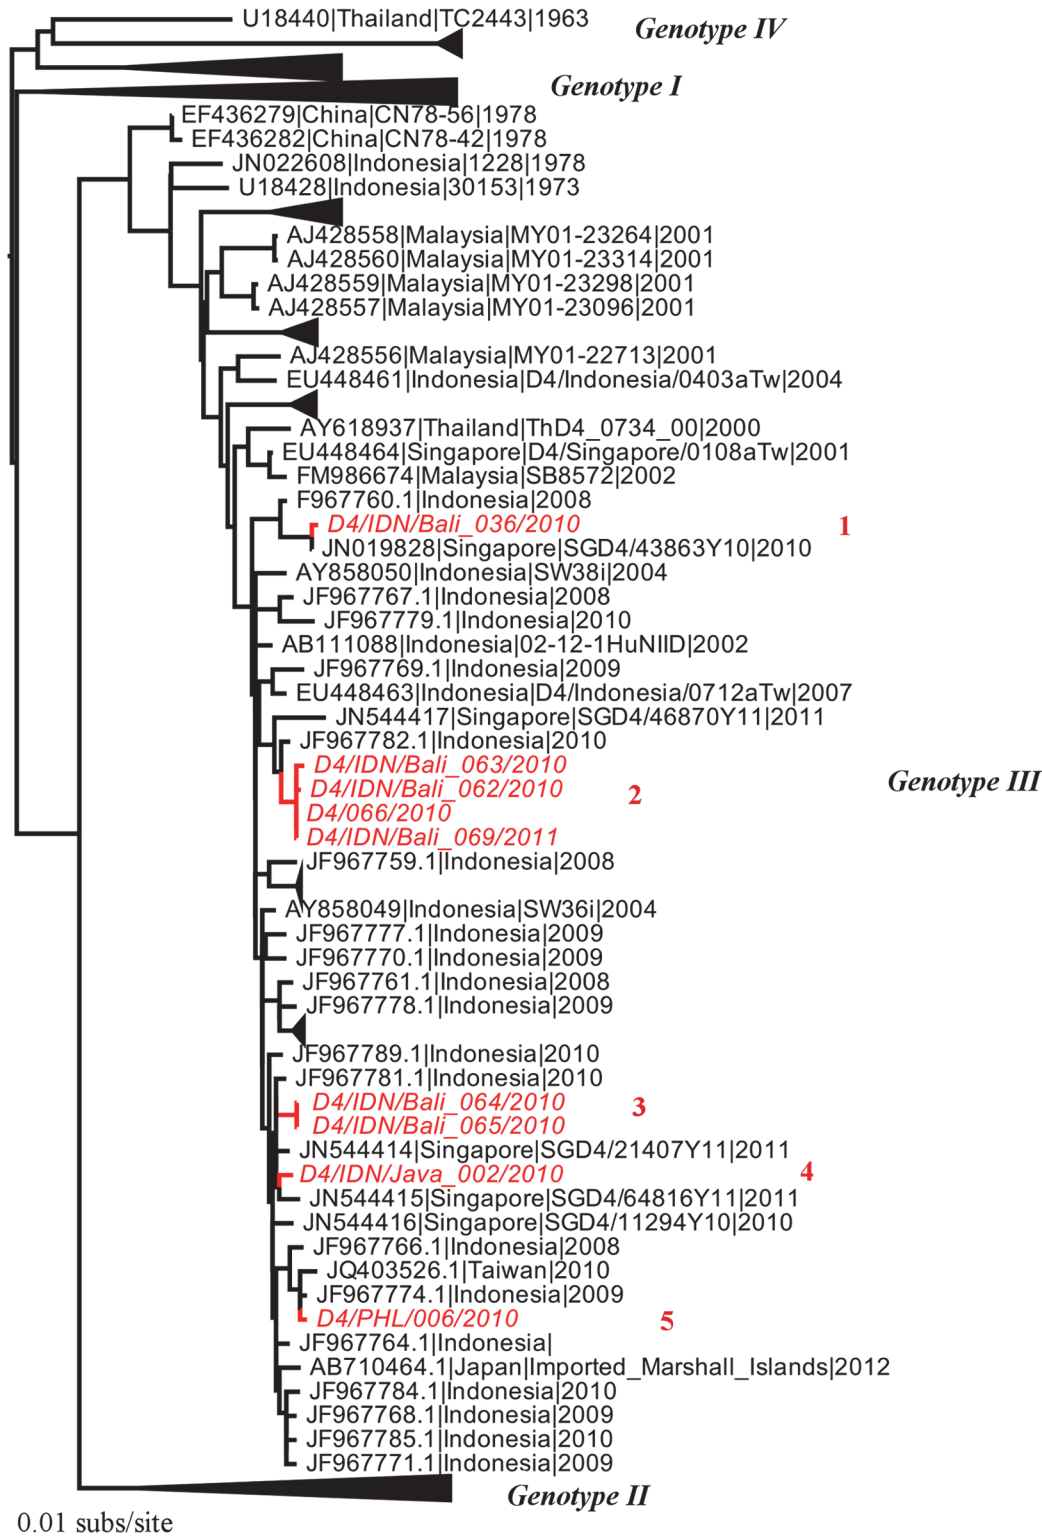 U18440|Thailand|TC2443|1963
Genotype IV
Genotype I
EF436279|China|CN78-56|1978
EF436282|China|CN78-42|1978
JN022608|Indonesia|1228|1978
U18428|Indonesia|30153|1973
AJ428558|Malaysia|MY01-23264|2001
AJ428560|Malaysia|MY01-23314|2001
AJ428559|Malaysia|MY01-23298|2001
AJ428557|Malaysia|MY01-23096|2001
AJ428556|Malaysia|MY01-22713|2001
EU448461|Indonesia|D4/Indonesia/0403aTw|2004
AY618937|Thailand|ThD4_0734_00|2000
EU448464|Singapore|D4/Singapore/0108aTw|2001
FM986674|Malaysia|SB8572|2002
F967760.1|Indonesia|2008
D4/IDN/Bali_036/2010 1
JN019828|Singapore|SGD4/43863Y10|2010
AY858050|Indonesia|SW38i|2004
JF967767.1|Indonesia|2008
JF967779.1|Indonesia|2010
AB111088|Indonesia|02-12-1HuNIID|2002
JF967769.1|Indonesia|2009
EU448463|Indonesia|D4/Indonesia/0712aTw|2007
JN544417|Singapore|SGD4/46870Y11|2011
JF967782.1|Indonesia|2010
D4/IDN/Bali_063/2010
Genotype III
D4/IDN/Bali_062/2010 2
D4/066/2010
D4/IDN/Bali_069/2011
JF967759.1|Indonesia|2008
AY858049|Indonesia|SW36i|2004
JF967777.1|Indonesia|2009
JF967770.1|Indonesia|2009
JF967761.1|Indonesia|2008
JF967778.1|Indonesia|2009
JF967789.1|Indonesia|2010
JF967781.1|Indonesia|2010
D4/IDN/Bali_064/2010 3
D4/IDN/Bali_065/2010
JN544414|Singapore|SGD4/21407Y11|2011
D4/IDN/Java_002/2010 4
JN544415|Singapore|SGD4/64816Y11|2011
JN544416|Singapore|SGD4/11294Y10|2010
JF967766.1|Indonesia|2008
JQ403526.1|Taiwan|2010
JF967774.1|Indonesia|2009
D4/PHL/006/2010 5
JF967764.1|Indonesia|
AB710464.1|Japan|Imported_Marshall_Islands|2012
JF967784.1|Indonesia|2010
JF967768.1|Indonesia|2009
JF967785.1|Indonesia|2010
JF967771.1|Indonesia|2009
Genotype II
0.01 subs/site